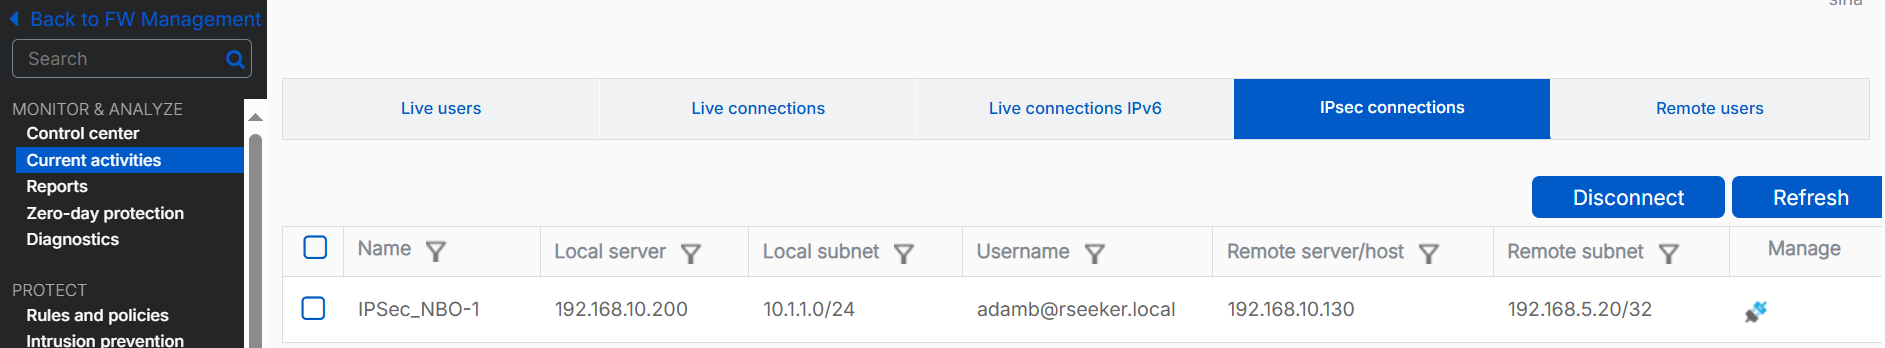 sina
Back to FW Management
Search
MONITOR & ANALYZE
Control center
Current activities
Reports
Zero-day protection
Diagnostics
PROTECT
Rules and policies
Intrusion prevention
Live users
Live connections
Live connections IPv6
IPsec connections
Remote users
Disconnect
Refresh
Name Local server Local subnet Username Remote server/host Remote subnet Manage
IPSec_NBO-1 192.168.10.200 10.1.1.0/24 adamb@rseeker.local 192.168.10.130 192.168.5.20/32